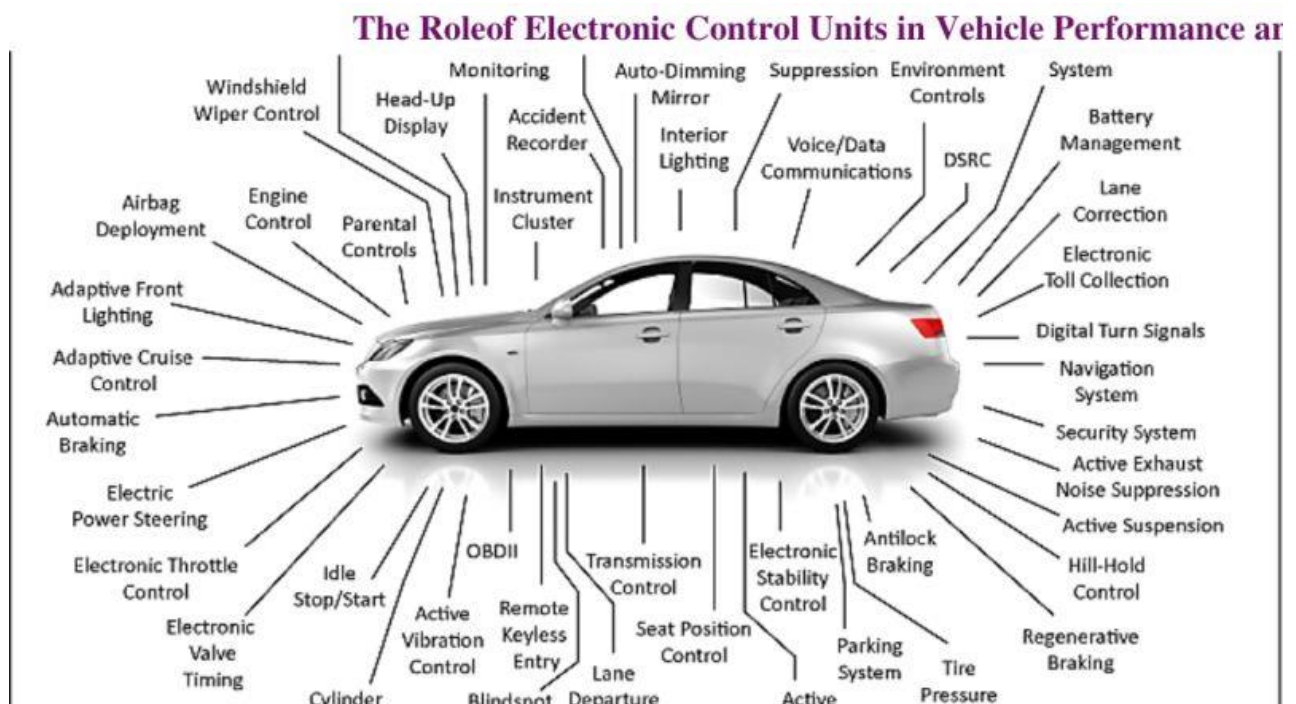 The Roleof Electronic Control Units in Vehicle Performance
Monitoring
Windshield
Wiper Control
Head-Up
Display
Accident
Recorder
Auto-Dimming
Mirror
Interior
Lighting
Suppression
Voice/Data
Communications
Environment
Controls
DSRC
System
Battery
Management
Lane
Correction
Electronic
Toll Collection
Digital Turn Signals
Navigation
System
Security System
Active Exhaust
Noise Suppression
Active Suspension
Hill-Hold
Control
Regenerative
Braking
Airbag
Deployment
Engine
Control
Parental
Controls
Instrument
Cluster
Adaptive Front
Lighting
Adaptive Cruise
Control
Automatic
Braking
Electric
Power Steering
Electronic Throttle
Control
Electronic
Valve
Timing
Idle
Stop/Start
Cylinder
Active
Vibration
Control
OBDII
Remote
Keyless
Entry
Blindspot
Lane
Departure
Transmission
Control
Seat Position
Control
Active
Electronic
Stability
Control
Parking
System
Antilock
Braking
Tire
Pressure